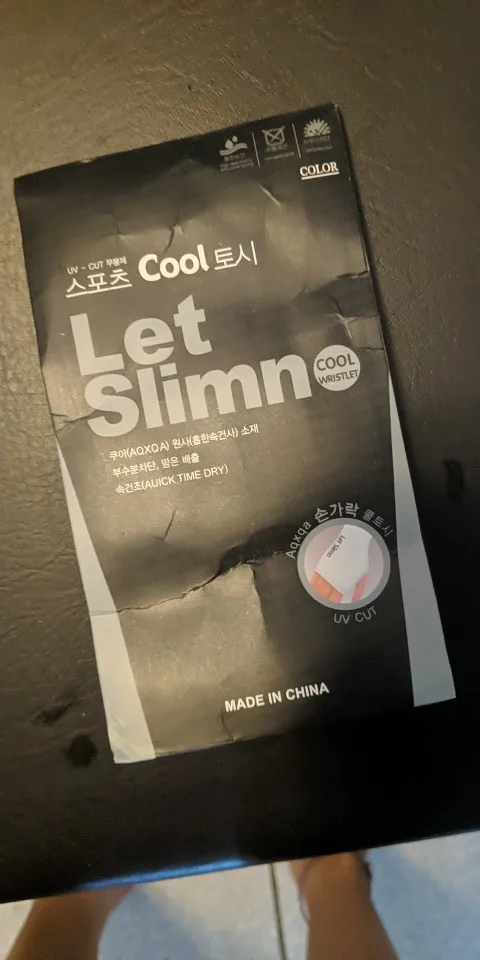 COLOR
UV - CUT 무봉제
스포츠 Cool 토시
Let
Slimn
COOL
WRISTLET
쿠아(AQXQA) 원사(흡한속건사) 소재
부수분차단, 땀은 배출
속건조(AUICK TIME DRY)
Aqxqa 손가락 쿨토시
UV CUT
MADE IN CHINA